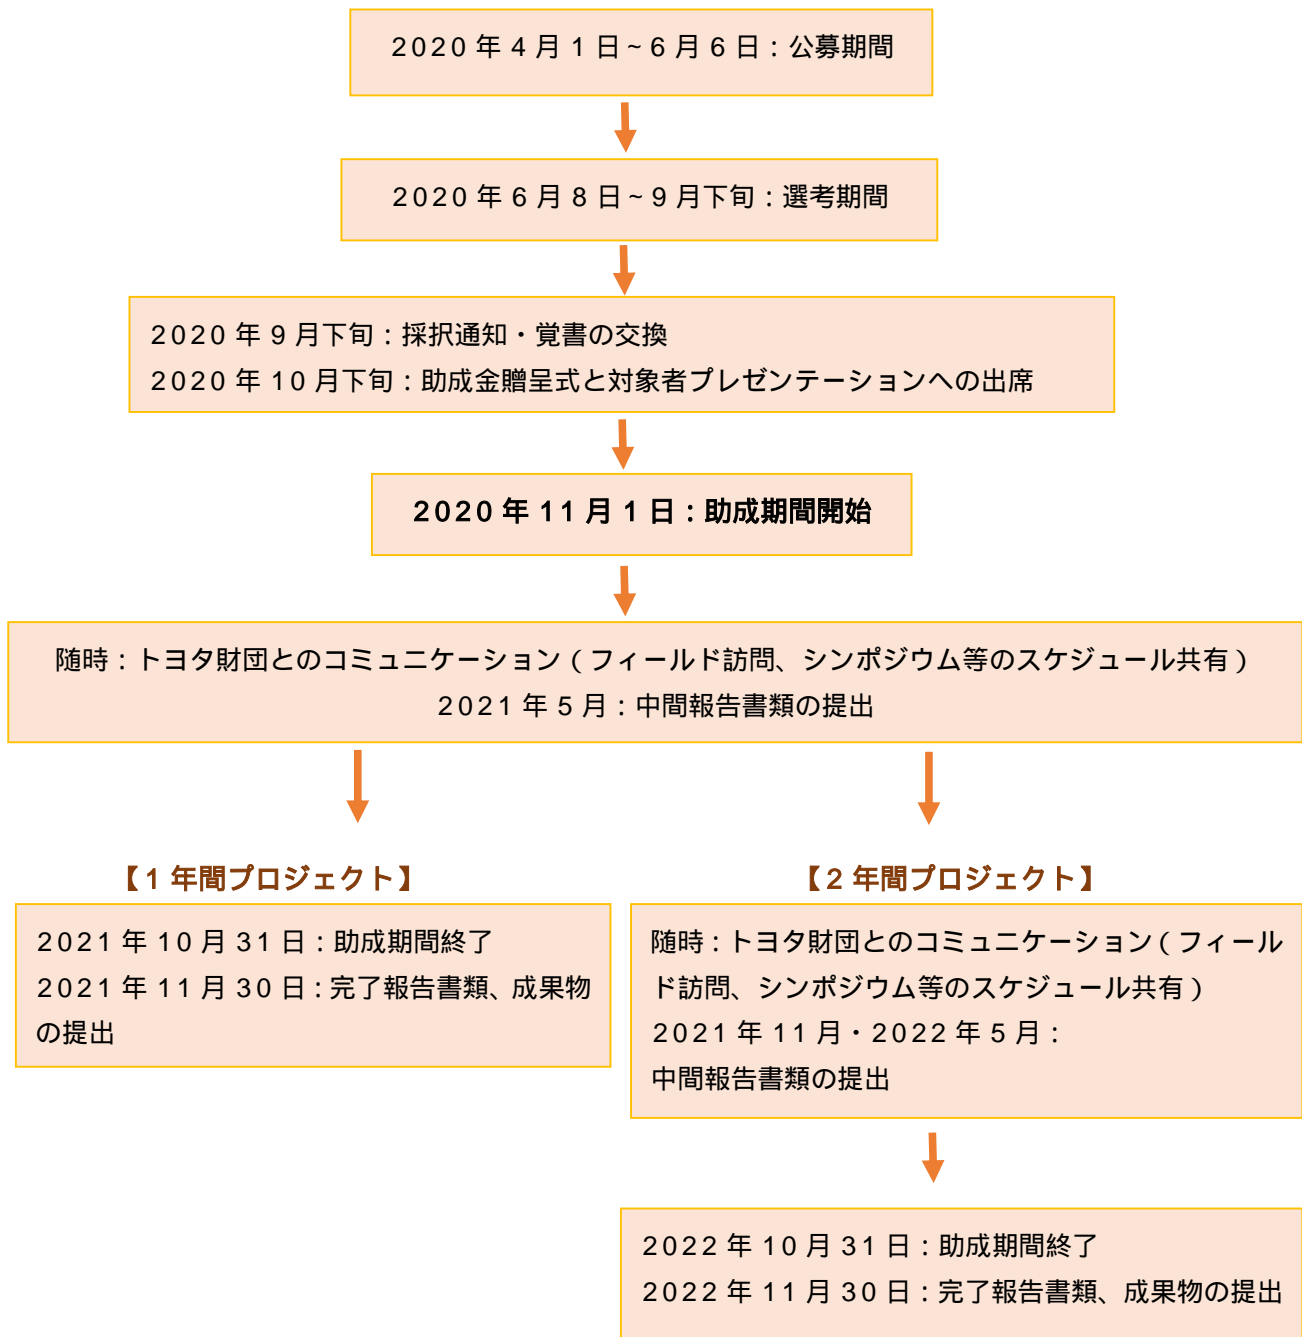 2020年4月1日~6月6日：公募期間
2020年6月8日~9月下旬：選考期間
2020年9月下旬：採択通知・覚書の交換
2020年10月下旬：助成金贈呈式と対象者プレゼンテーションへの出席
2020年11月1日：助成期間開始
随時：トヨタ財団とのコミュニケーション（フィールド訪問、シンポジウム等のスケジュール共有）
2021年5月：中間報告書類の提出
【1年間プロジェクト】
2021年10月31日：助成期間終了
2021年11月30日：完了報告書類、成果物
の提出
【2年間プロジェクト】
随時：トヨタ財団とのコミュニケーション（フィール
ド訪問、シンポジウム等のスケジュール共有）
2021年11月・2022年5月：
中間報告書類の提出
2022年10月31日：助成期間終了
2022年11月30日：完了報告書類、成果物の提出